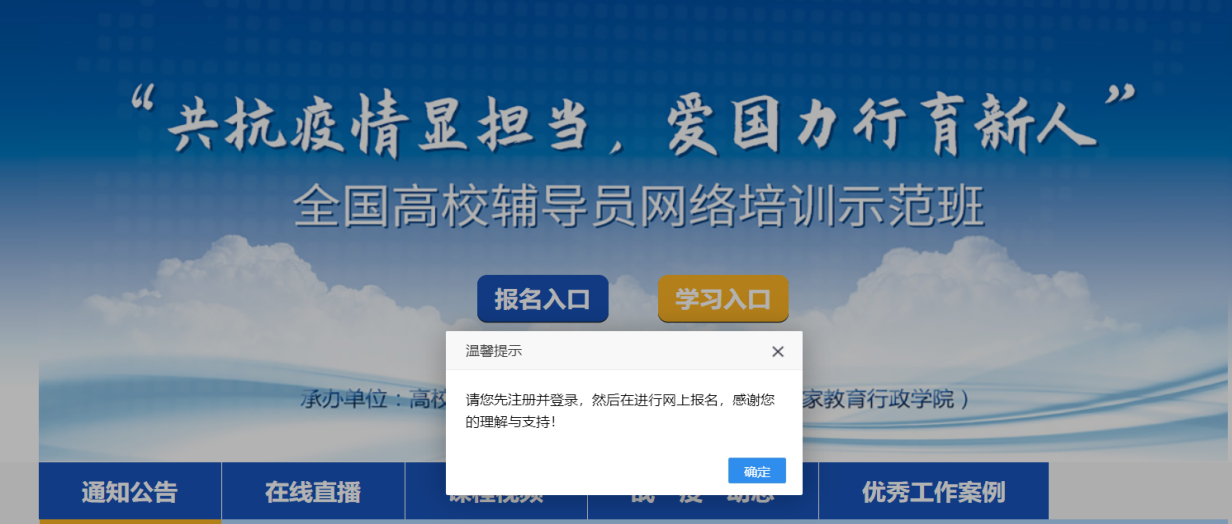 “共抗疫情显担当，爱国力行育新人”
全国高校辅导员网络培训示范班
报名入口 学习入口
温馨提示
承办单位：高校 家教育行政学院）
请您先注册并登录，然后在进行网上报名，感谢您
的理解与支持！
确定
通知公告 在线直播 课程视频 优秀工作案例